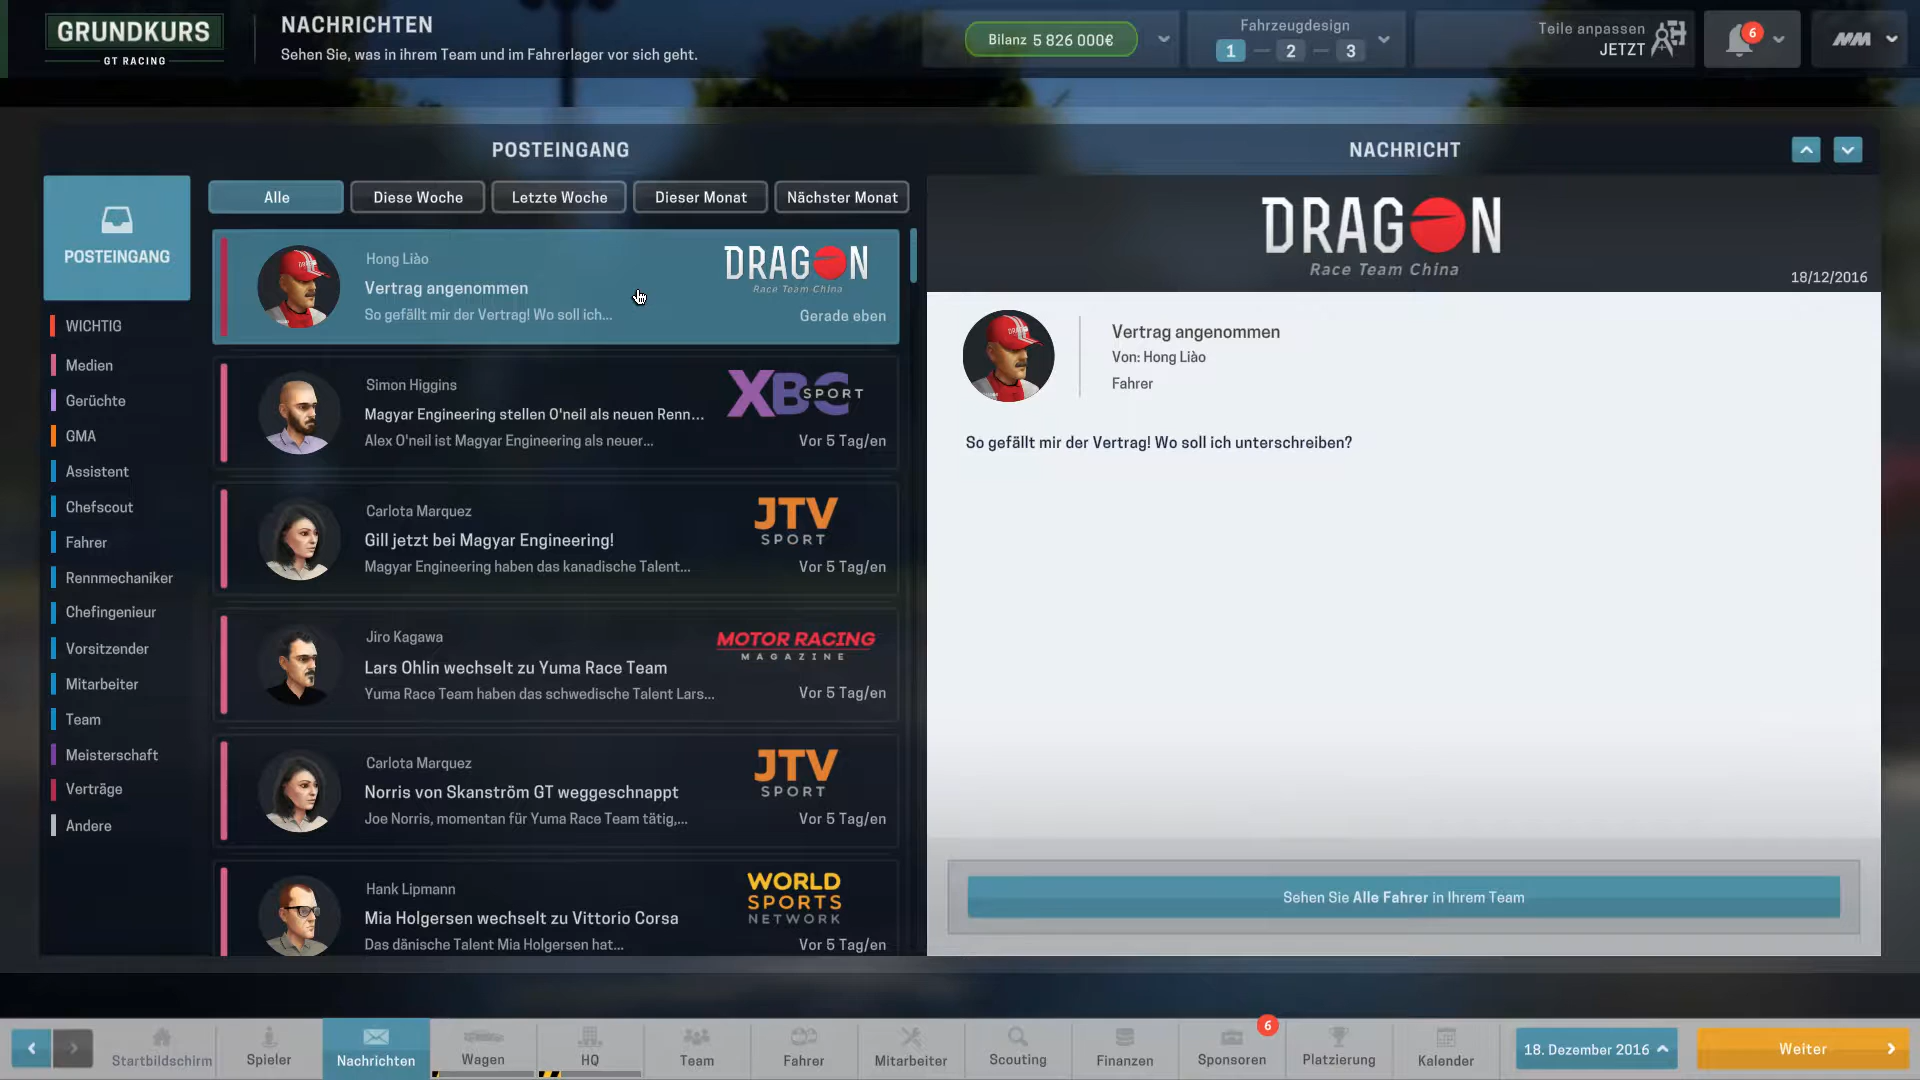 GRUNDKURS
GT RACING
NACHRICHTEN
Sehen Sie, was in ihrem Team und im Fahrerlager vor sich geht.
Bilanz 5 826 000€
Fahrzeugdesign
1 2 3
Teile anpassen
JETZT
6
POSTEINGANG
NACHRICHT
POSTEINGANG
WICHTIG
Medien
Gerüchte
GMA
Assistent
Chefscout
Fahrer
Rennmechaniker
Chefingenieur
Vorsitzender
Mitarbeiter
Team
Meisterschaft
Verträge
Andere
Alle
Diese Woche
Letzte Woche
Dieser Monat
Nächster Monat
Hong Liào
Vertrag angenommen
So gefällt mir der Vertrag! Wo soll ich...
DRAGON
Race Team China
Gerade eben
Simon Higgins
Magyar Engineering stellen O'neil als neuen Renn...
Alex O'neil ist Magyar Engineering als neuer...
XBC SPORT
Vor 5 Tag/en
Carlota Marquez
Gill jetzt bei Magyar Engineering!
Magyar Engineering haben das kanadische Talent...
JTV
SPORT
Vor 5 Tag/en
Jiro Kagawa
Lars Ohlin wechselt zu Yuma Race Team
Yuma Race Team haben das schwedische Talent Lars...
MOTOR RACING
MAGAZINE
Vor 5 Tag/en
Carlota Marquez
Norris von Skanström GT weggeschnappt
Joe Norris, momentan für Yuma Race Team tätig,...
JTV
SPORT
Vor 5 Tag/en
Hank Lipmann
Mia Holgersen wechselt zu Vittorio Corsa
Das dänische Talent Mia Holgersen hat...
WORLD
SPORTS
NETWORK
Vor 5 Tag/en
DRAGON
Race Team China
18/12/2016
Vertrag angenommen
Von: Hong Liào
Fahrer
So gefällt mir der Vertrag! Wo soll ich unterschreiben?
Sehen Sie Alle Fahrer in Ihrem Team
Startbildschirm
Spieler
Nachrichten
Wagen
HQ
Team
Fahrer
Mitarbeiter
Scouting
Finanzen
6
Sponsoren
Platzierung
Kalender
18. Dezember 2016
Weiter